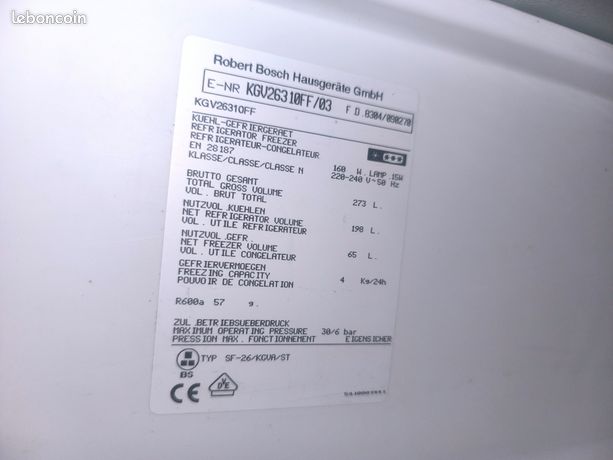 leboncoin
Robert Bosch Hausgeräte GmbH
E-NR KGV26310FF/03 F D 8304/090270
KGV26310FF
KUEHL-GEFRIERGERAET
REFRIGERATOR FREEZER
REFRIGERATEUR-CONGELATEUR
EN 28187
KLASSE/CLASSE/CLASSE N
160 W. LAMP. 15W
220-240 V~50 Hz
BRUTTO GESAMT
TOTAL GROSS VOLUME
VOL. BRUT TOTAL 273 L.
NUTZVOL.KUEHLEN
NET REFRIGERATOR VOLUME
VOL. UTILE REFRIGERATEUR 198 L.
NUTZVOL.GEFR.
NET FREEZER VOLUME
VOL. UTILE CONGELATEUR 65 L.
GEFRIERVERMOEGEN
FREEZING CAPACITY
POUVOIR DE CONGELATION 4 Kg/24h
R600a 57 g.
ZUL.BETRIEBSUEBERDRUCK
MAXIMUM OPERATING PRESSURE 30/6 bar
PRESSION MAX. FONCTIONNEMENT EIGENSICHER
TYP SF-26/KGVA/ST
BS
CE
VDE